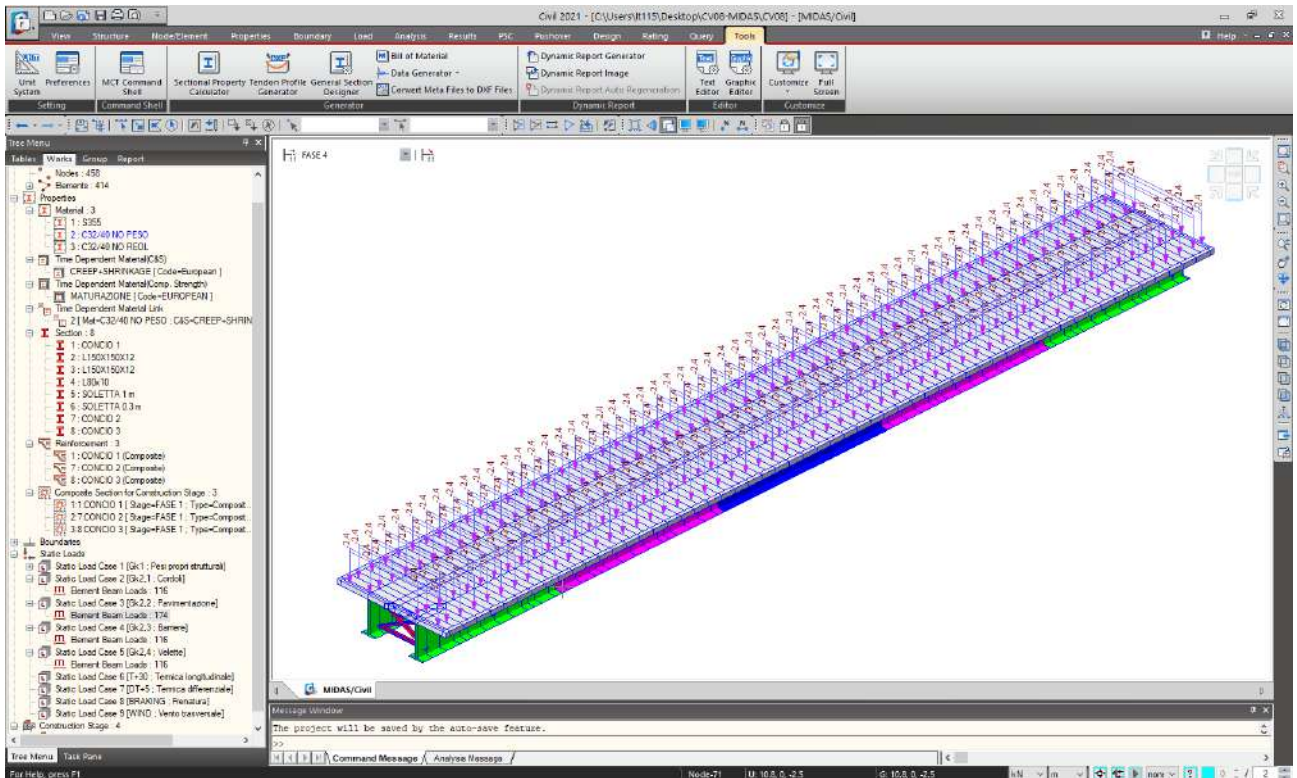 Civil 2021 - [C:\Users\lt115\Desktop\CV08-MIDAS\CV08] - [MIDAS/Civil]
View Structure Node/Element Properties Boundary Load Analysis Results PSC Pushover Design Rating Query Tools Help
Unit System
Preferences
MCT Command Shell
Sectional Property Calculator
Tendon Profile Generator
General Section Designer
Bill of Material
Data Generator
Convert Meta Files to DXF Files
Dynamic Report Generator
Dynamic Report Image
Dynamic Report Auto Regeneration
Text Editor
Graphic Editor
Customize
Full Screen
Setting Command Shell Generator Dynamic Report Editor Customize
Tree Menu
Tables Works Group Report
Nodes : 458
Elements : 414
Properties
Material : 3
1 : S355
2 : C32/40 NO PESO
3 : C32/40 NO REOL
Time Dependent Material(C&S)
CREEP+SHRINKAGE [ Code=European ]
Time Dependent Material(Comp. Strength)
MATURAZIONE [ Code=EUROPEAN ]
Time Dependent Material Link
2 [ Mat=C32/40 NO PESO ; C&S=CREEP+SHRIN
Section : 8
1 : CONCIO 1
2 : L150X150X12
3 : L150X150X12
4 : L80x10
5 : SOLETTA 1 m
6 : SOLETTA 0.3 m
7 : CONCIO 2
8 : CONCIO 3
Reinforcement : 3
1 : CONCIO 1 (Composite)
7 : CONCIO 2 (Composite)
8 : CONCIO 3 (Composite)
Composite Section for Construction Stage : 3
1:1 CONCIO 1 [ Stage=FASE 1 ; Type=Composit...
2:7 CONCIO 2 [ Stage=FASE 1 ; Type=Composit...
3:8 CONCIO 3 [ Stage=FASE 1 ; Type=Composit...
Boundaries
Static Loads
Static Load Case 1 [Gk1 ; Pesi propri strutturali]
Static Load Case 2 [Gk2,1 ; Cordoli]
Element Beam Loads : 116
Static Load Case 3 [Gk2,2 ; Pavimentazione]
Element Beam Loads : 174
Static Load Case 4 [Gk2,3 ; Barriere]
Element Beam Loads : 116
Static Load Case 5 [Gk2,4 ; Velette]
Element Beam Loads : 116
Static Load Case 6 [T+30 ; Termica longitudinale]
Static Load Case 7 [DT+5 ; Termica differenziale]
Static Load Case 8 [BRAKING ; Frenatura]
Static Load Case 9 [WIND ; Vento trasversale]
Construction Stage : 4
Tree Menu Task Pane
FASE 4
-2.4
MIDAS/Civil
Message Window
The project will be saved by the auto-save feature.
>>
Command Message Analysis Message
For Help, press F1
Node-71 U: 10.8, 0, -2.5 G: 10.8, 0, -2.5 kN m non 2